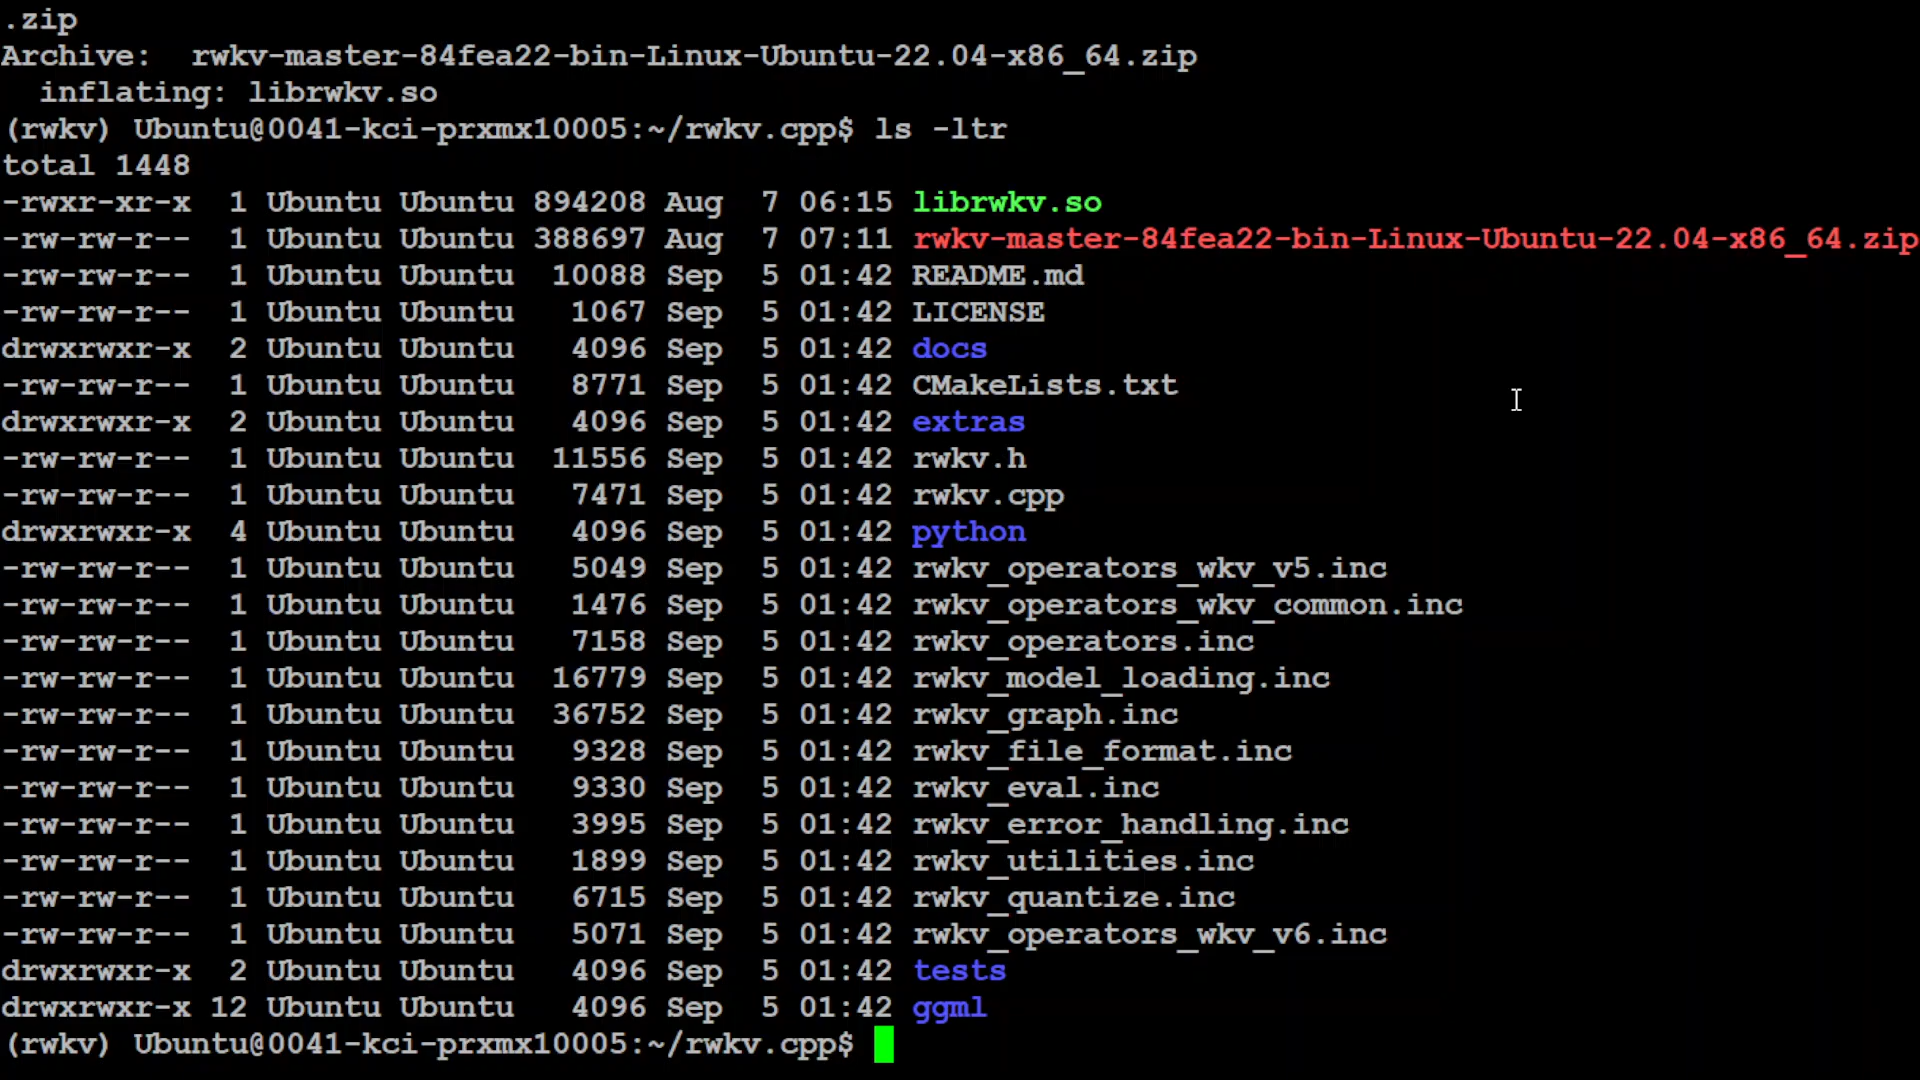 .zip
Archive:  rwkv-master-84fea22-bin-Linux-Ubuntu-22.04-x86_64.zip
  inflating: librwkv.so
(rwkv) Ubuntu@0041-kci-prxmx10005:~/rwkv.cpp$ ls -ltr
total 1448
-rwxr-xr-x  1 Ubuntu Ubuntu 894208 Aug  7 06:15 librwkv.so
-rw-rw-r--  1 Ubuntu Ubuntu 388697 Aug  7 07:11 rwkv-master-84fea22-bin-Linux-Ubuntu-22.04-x86_64.zip
-rw-rw-r--  1 Ubuntu Ubuntu  10088 Sep  5 01:42 README.md
-rw-rw-r--  1 Ubuntu Ubuntu   1067 Sep  5 01:42 LICENSE
drwxrwxr-x  2 Ubuntu Ubuntu   4096 Sep  5 01:42 docs
-rw-rw-r--  1 Ubuntu Ubuntu   8771 Sep  5 01:42 CMakeLists.txt
drwxrwxr-x  2 Ubuntu Ubuntu   4096 Sep  5 01:42 extras
-rw-rw-r--  1 Ubuntu Ubuntu  11556 Sep  5 01:42 rwkv.h
-rw-rw-r--  1 Ubuntu Ubuntu   7471 Sep  5 01:42 rwkv.cpp
drwxrwxr-x  4 Ubuntu Ubuntu   4096 Sep  5 01:42 python
-rw-rw-r--  1 Ubuntu Ubuntu   5049 Sep  5 01:42 rwkv_operators_wkv_v5.inc
-rw-rw-r--  1 Ubuntu Ubuntu   1476 Sep  5 01:42 rwkv_operators_wkv_common.inc
-rw-rw-r--  1 Ubuntu Ubuntu   7158 Sep  5 01:42 rwkv_operators.inc
-rw-rw-r--  1 Ubuntu Ubuntu  16779 Sep  5 01:42 rwkv_model_loading.inc
-rw-rw-r--  1 Ubuntu Ubuntu  36752 Sep  5 01:42 rwkv_graph.inc
-rw-rw-r--  1 Ubuntu Ubuntu   9328 Sep  5 01:42 rwkv_file_format.inc
-rw-rw-r--  1 Ubuntu Ubuntu   9330 Sep  5 01:42 rwkv_eval.inc
-rw-rw-r--  1 Ubuntu Ubuntu   3995 Sep  5 01:42 rwkv_error_handling.inc
-rw-rw-r--  1 Ubuntu Ubuntu   1899 Sep  5 01:42 rwkv_utilities.inc
-rw-rw-r--  1 Ubuntu Ubuntu   6715 Sep  5 01:42 rwkv_quantize.inc
-rw-rw-r--  1 Ubuntu Ubuntu   5071 Sep  5 01:42 rwkv_operators_wkv_v6.inc
drwxrwxr-x  2 Ubuntu Ubuntu   4096 Sep  5 01:42 tests
drwxrwxr-x 12 Ubuntu Ubuntu   4096 Sep  5 01:42 ggml
(rwkv) Ubuntu@0041-kci-prxmx10005:~/rwkv.cpp$